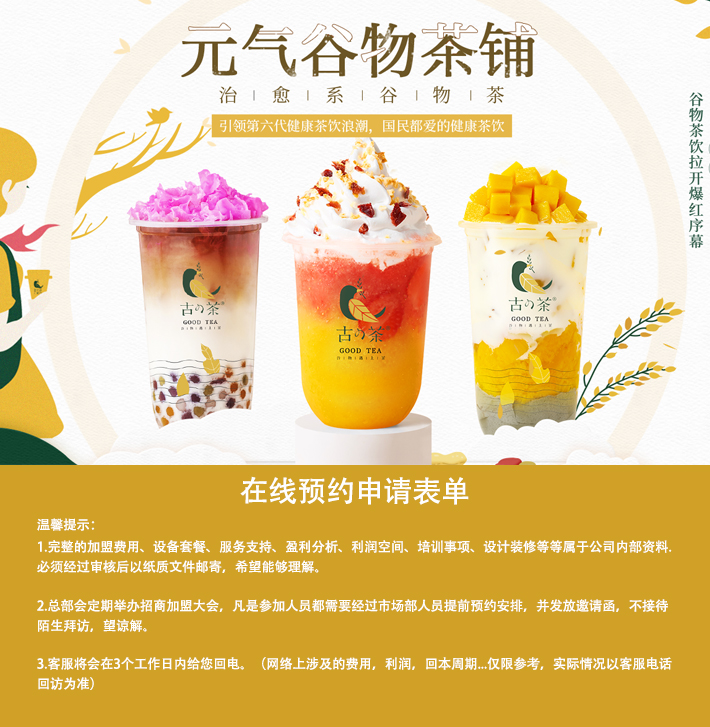 元气谷物茶铺
治愈系谷物茶
引领第六代健康茶饮浪潮，国民都爱的健康茶饮
谷物茶饮拉开爆红序幕
古の茶
GOOD TEA
古の茶®
GOOD TEA
古の茶®
GOOD TEA
在线预约申请表单
温馨提示：
1.完整的加盟费用、设备套餐、服务支持、盈利分析、利润空间、培训事项、设计装修等等属于公司内部资料.
必须经过审核后以纸质文件邮寄，希望能够理解。
2.总部会定期举办招商加盟大会，凡是参加人员都需要经过市场部人员提前预约安排，并发放邀请函，不接待
陌生拜访，望谅解。
3.客服将会在3个工作日内给您回电。（网络上涉及的费用，利润，回本周期...仅限参考，实际情况以客服电话
回访为准）